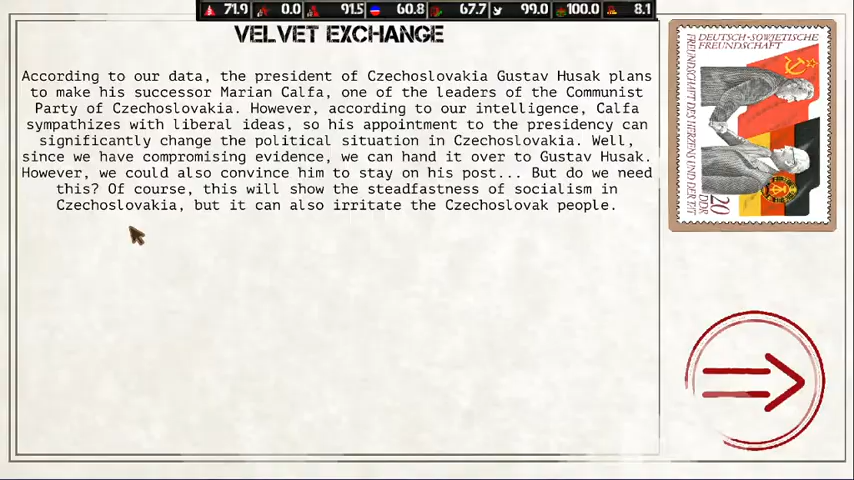 71.9 0.0 91.5 60.8 67.7 99.0 100.0 8.1
VELVET EXCHANGE
According to our data, the president of Czechoslovakia Gustav Husak plans
to make his successor Marian Calfa, one of the leaders of the Communist
Party of Czechoslovakia. However, according to our intelligence, Calfa
sympathizes with liberal ideas, so his appointment to the presidency can
significantly change the political situation in Czechoslovakia. Well,
since we have compromising evidence, we can hand it over to Gustav Husak.
However, we could also convince him to stay on his post... But do we need
this? Of course, this will show the steadfastness of socialism in
Czechoslovakia, but it can also irritate the Czechoslovak people.
DEUTSCH-SOWJETISCHE
FREUNDSCHAFT
FREUNDSCHAFT DES HERZENS UND DER TAT
DDR
20